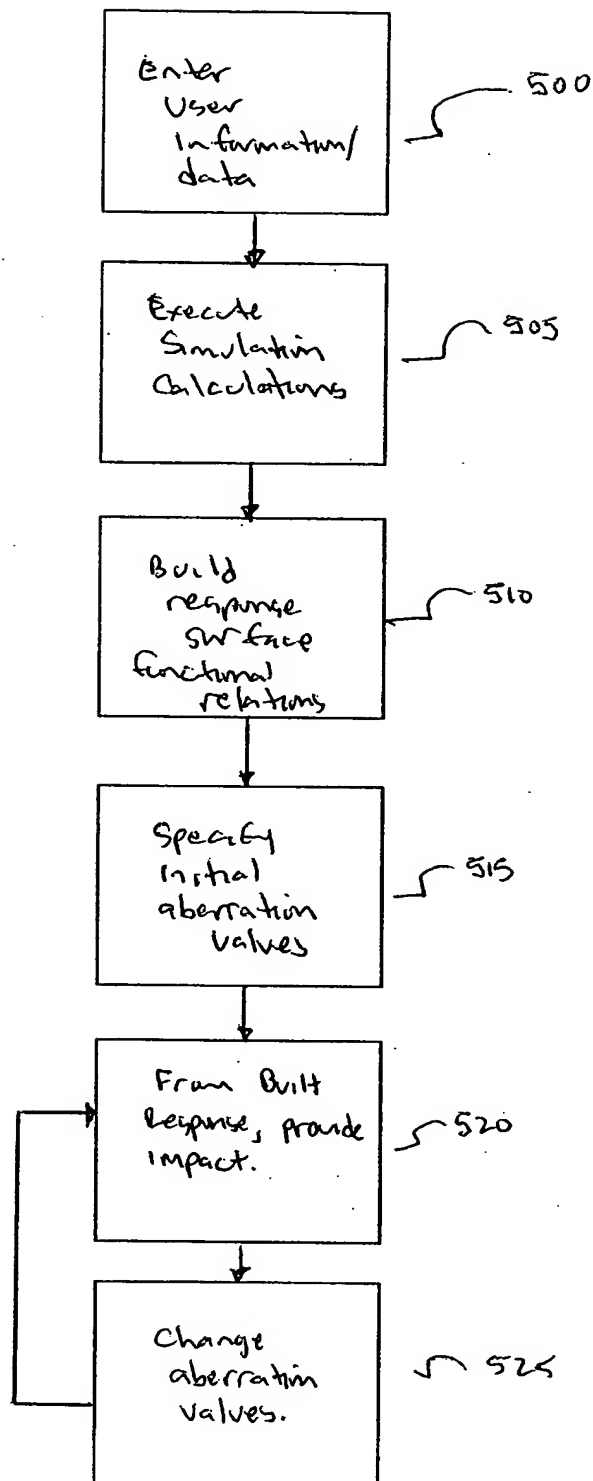 Enter
User
Information/
data
500
Execute
Simulation
Calculations
505
Build
response
surface
functional
relations
510
Specify
initial
aberration
values
515
From Built
Response, provide
impact.
520
Change
aberration
values.
525